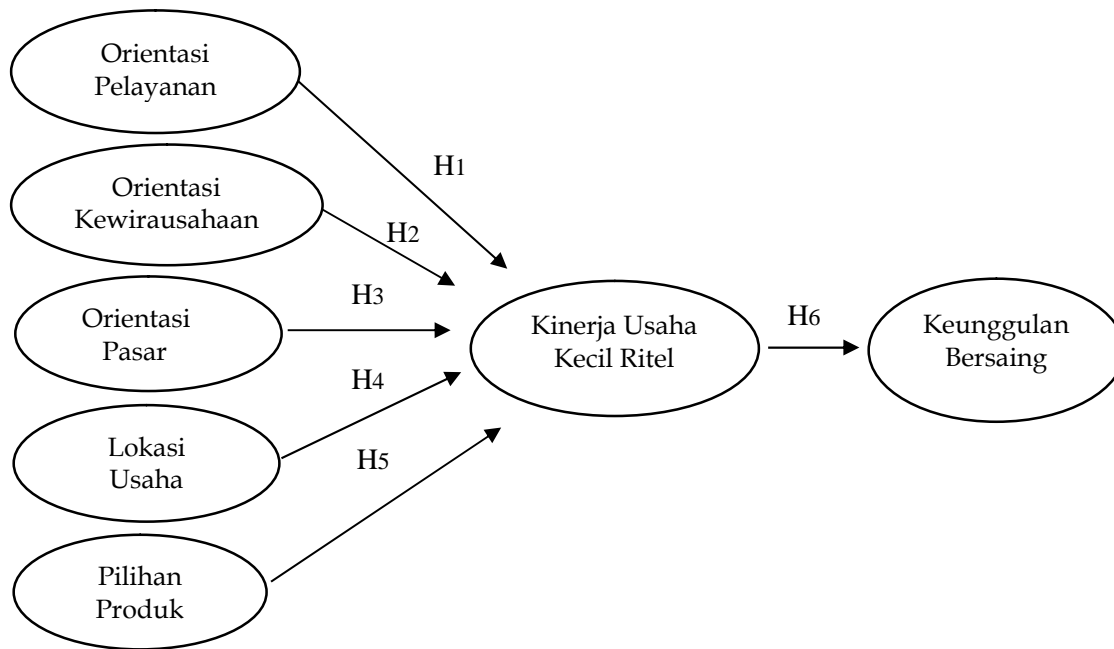 Orientasi
Pelayanan
H1
Orientasi
Kewirausahaan
H2
Orientasi
Pasar
H3
Kinerja Usaha
Kecil Ritel
H6
Keunggulan
Bersaing
H4
Lokasi
Usaha
H5
Pilihan
Produk